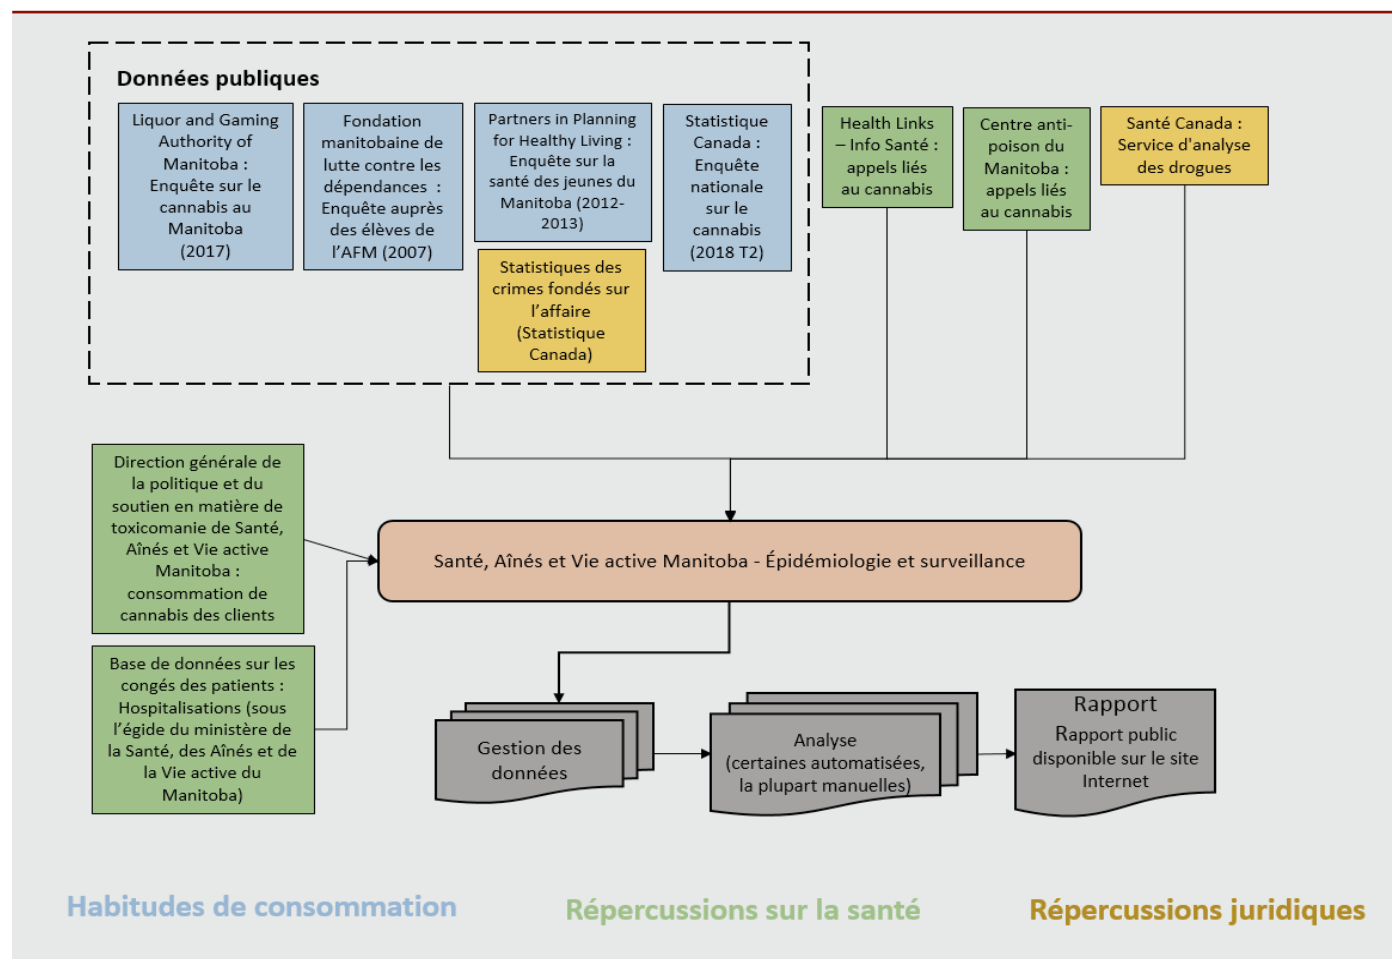 Données publiques
Liquor and Gaming
Authority of
Manitoba :
Enquête sur le
cannabis au
Manitoba
(2017)
Fondation
manitobaine de
lutte contre les
dépendances :
Enquête auprès
des élèves de
l’AFM (2007)
Partners in Planning
for Healthy Living :
Enquête sur la
santé des jeunes du
Manitoba (2012-
2013)
Statistique
Canada :
Enquête
nationale
sur le
cannabis
(2018 T2)
Statistiques des
crimes fondés sur
l’affaire
(Statistique
Canada)
Health Links
– Info Santé :
appels liés
au cannabis
Centre anti-
poison du
Manitoba :
appels liés
au cannabis
Santé Canada :
Service d'analyse
des drogues
Direction générale de
la politique et du
soutien en matière de
toxicomanie de Santé,
Aînés et Vie active
Manitoba :
consommation de
cannabis des clients
Base de données sur les
congés des patients :
Hospitalisations (sous
l’égide du ministère de
la Santé, des Aînés et de
la Vie active du
Manitoba)
Santé, Aînés et Vie active Manitoba - Épidémiologie et surveillance
Gestion des
données
Analyse
(certaines automatisées,
la plupart manuelles)
Rapport
Rapport public
disponible sur le site
Internet
Habitudes de consommation
Répercussions sur la santé
Répercussions juridiques